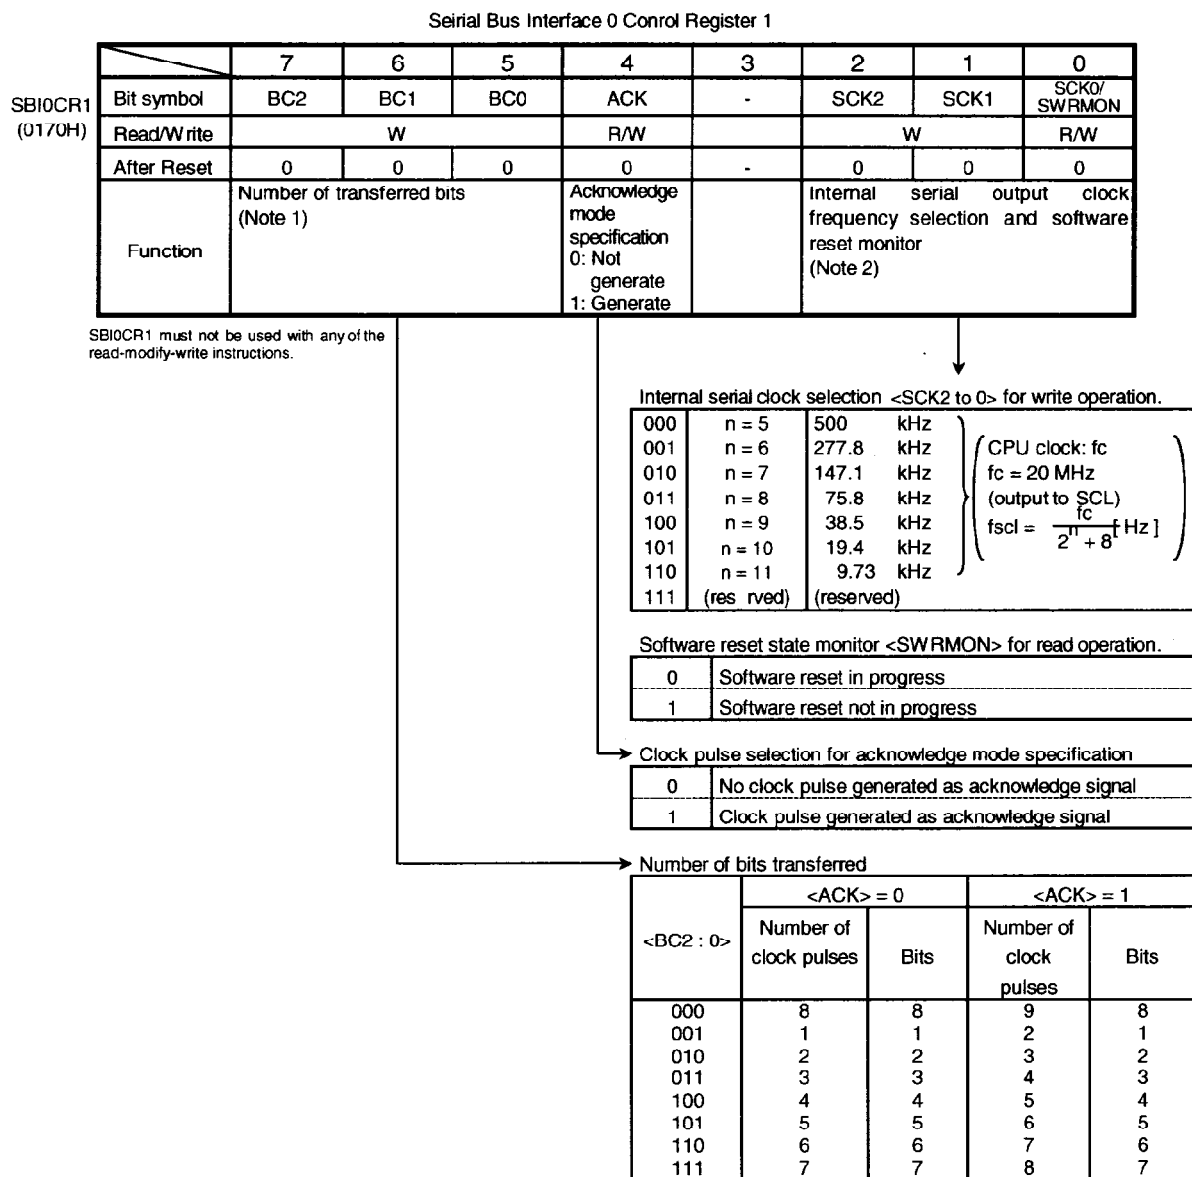 Seirial Bus Interface 0 Conrol Register 1
7 6 5 4 3 2 1 0
SBI0CR1 (0170H)
Bit symbol BC2 BC1 BC0 ACK - SCK2 SCK1 SCK0/ SWRMON
Read/Write W R/W W R/W
After Reset 0 0 0 0 - 0 0 0
Function
Number of transferred bits
(Note 1)
Acknowledge
mode
specification
0: Not
generate
1: Generate
Internal serial output clock
frequency selection and software
reset monitor
(Note 2)
SBI0CR1 must not be used with any of the
read-modify-write instructions.
Internal serial clock selection <SCK2 to 0> for write operation.
000 n = 5 500 kHz
001 n = 6 277.8 kHz
010 n = 7 147.1 kHz
011 n = 8 75.8 kHz
100 n = 9 38.5 kHz
101 n = 10 19.4 kHz
110 n = 11 9.73 kHz
111 (res rved) (reserved)
CPU clock: fc
fc = 20 MHz
(output to SCL)
fscl = fc / 2^n + 8 [ Hz ]
Software reset state monitor <SWRMON> for read operation.
0 Software reset in progress
1 Software reset not in progress
Clock pulse selection for acknowledge mode specification
0 No clock pulse generated as acknowledge signal
1 Clock pulse generated as acknowledge signal
Number of bits transferred
<BC2 : 0>
<ACK> = 0 <ACK> = 1
Number of
clock pulses
Bits
Number of
clock
pulses
Bits
000 8 8 9 8
001 1 1 2 1
010 2 2 3 2
011 3 3 4 3
100 4 4 5 4
101 5 5 6 5
110 6 6 7 6
111 7 7 8 7